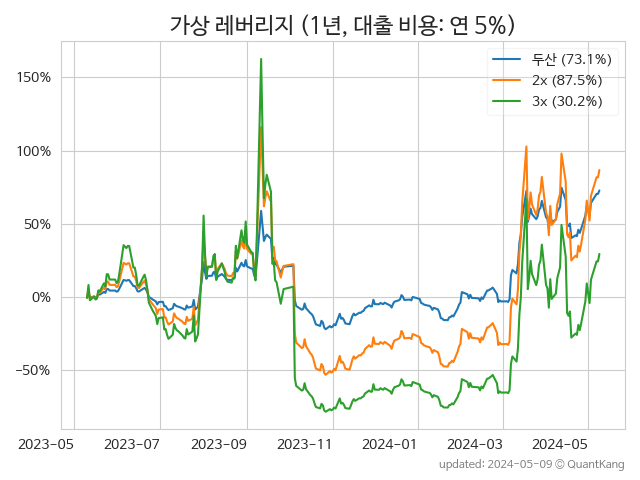 가상 레버리지 (1년, 대출 비용: 연 5%)
두산 (73.1%)
2x (87.5%)
3x (30.2%)
150%
100%
50%
0%
−50%
2023-05
2023-07
2023-09
2023-11
2024-01
2024-03
2024-05
updated: 2024-05-09 © QuantKang